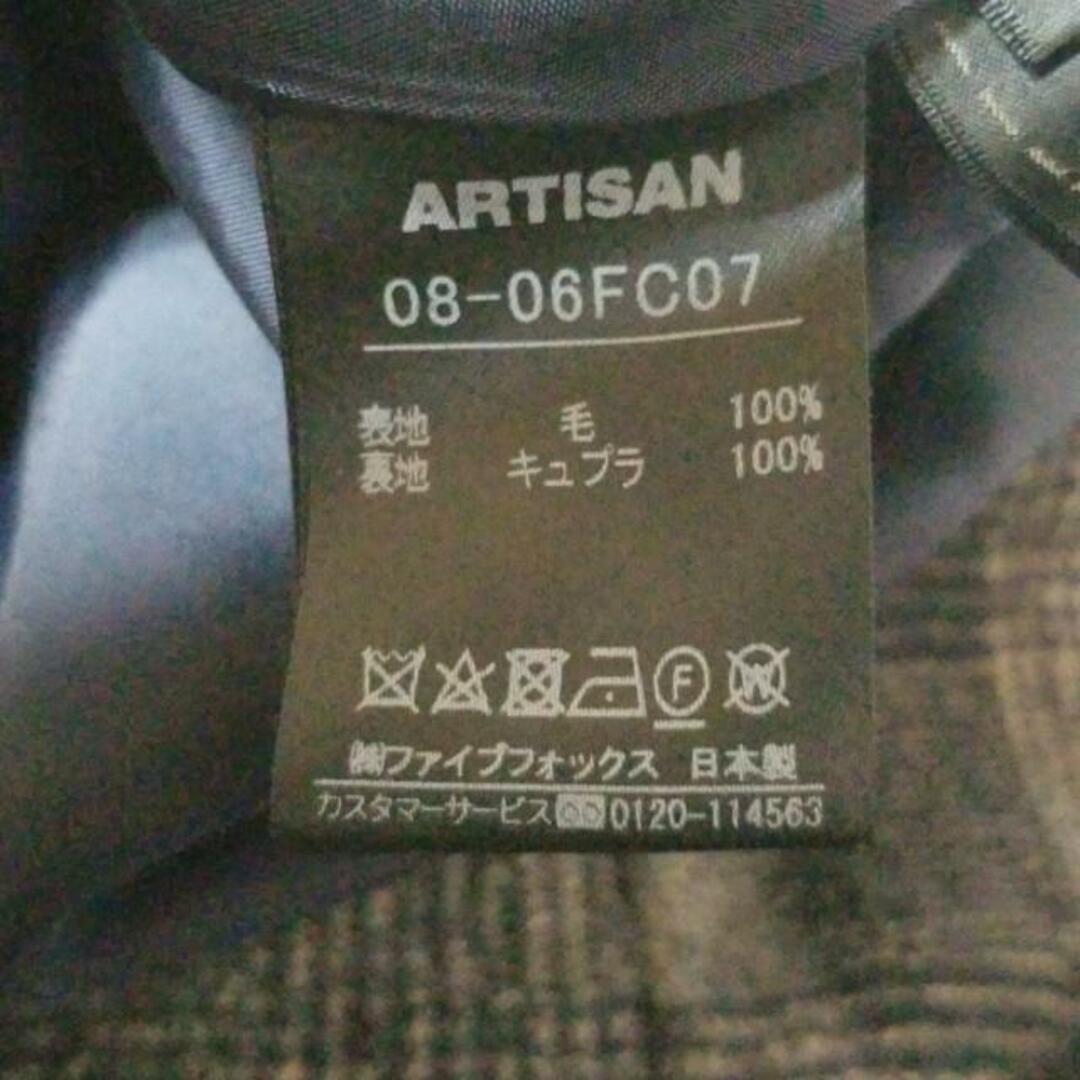 ARTISAN
08-06FC07
表地 毛 100%
裏地 キュプラ 100%
F W
㈱ファイブフォックス 日本製
カスタマーサービス 0120-114563